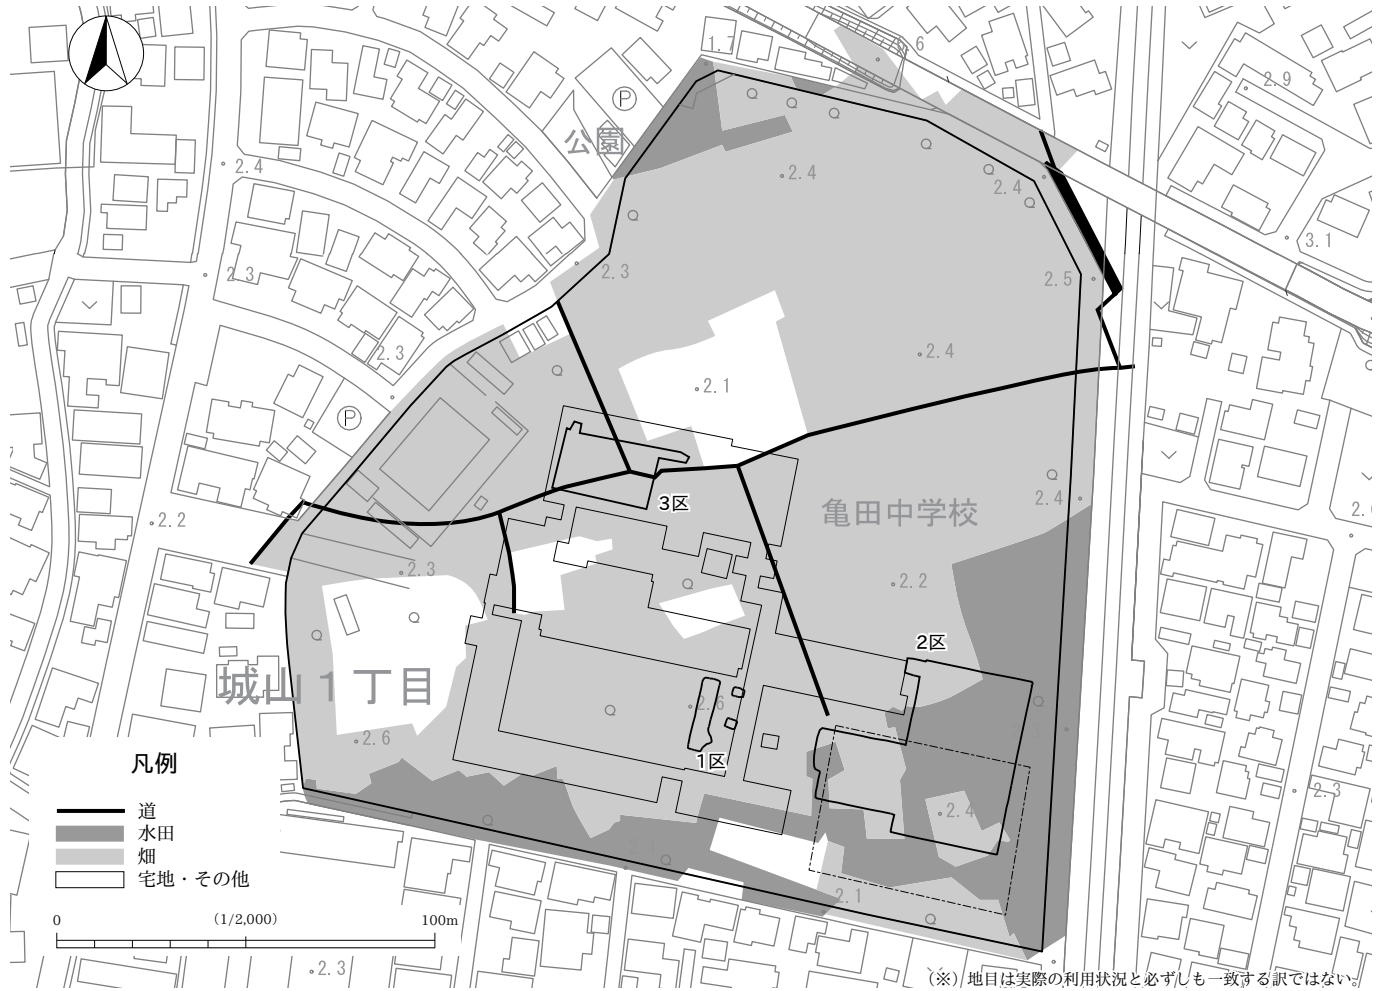 1.7
6.6
2.9
P
公園
2.4
2.4
2.4
3.1
2.3
2.3
2.5
2.3
2.4
2.1
P
3区
亀田中学校
2.4
2.2
2.3
2.2
2区
城山1丁目
2.6
2.6
1区
凡例
道
水田
畑
宅地・その他
2.4
2.3
2.1
0
(1/2,000)
100m
2.3
(※)地目は実際の利用状況と必ずしも一致する訳ではない。